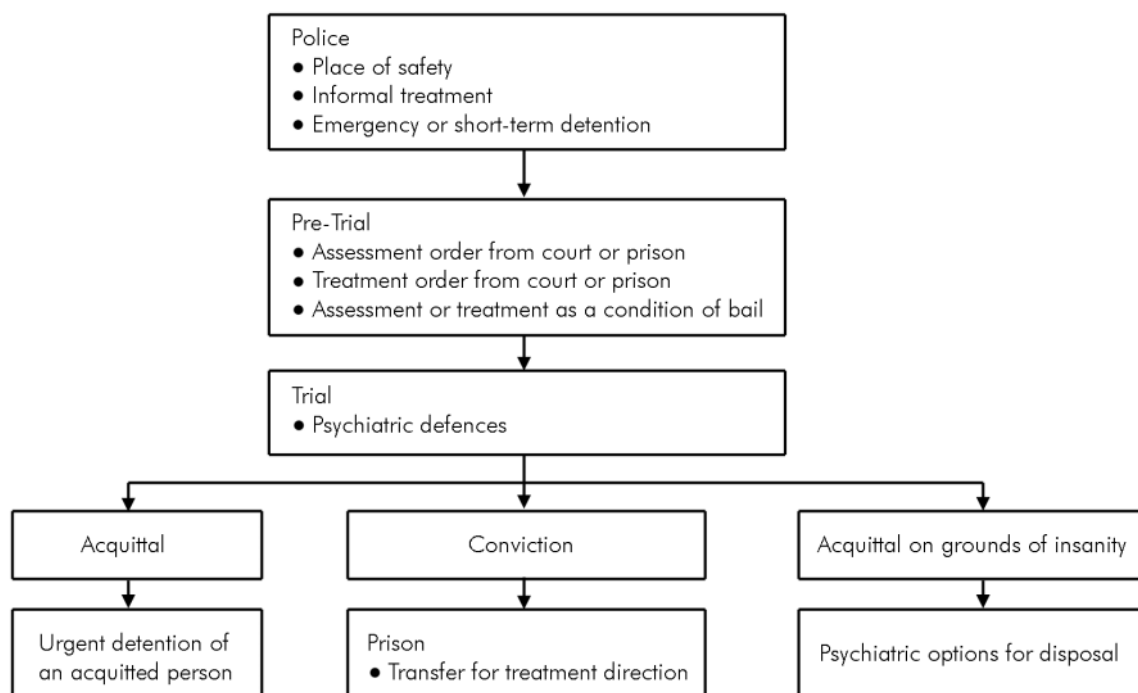 Police
● Place of safety
● Informal treatment
● Emergency or short-term detention
Pre-Trial
● Assessment order from court or prison
● Treatment order from court or prison
● Assessment or treatment as a condition of bail
Trial
● Psychiatric defences
Acquittal
Conviction
Acquittal on grounds of insanity
Urgent detention of
an acquitted person
Prison
● Transfer for treatment direction
Psychiatric options for disposal